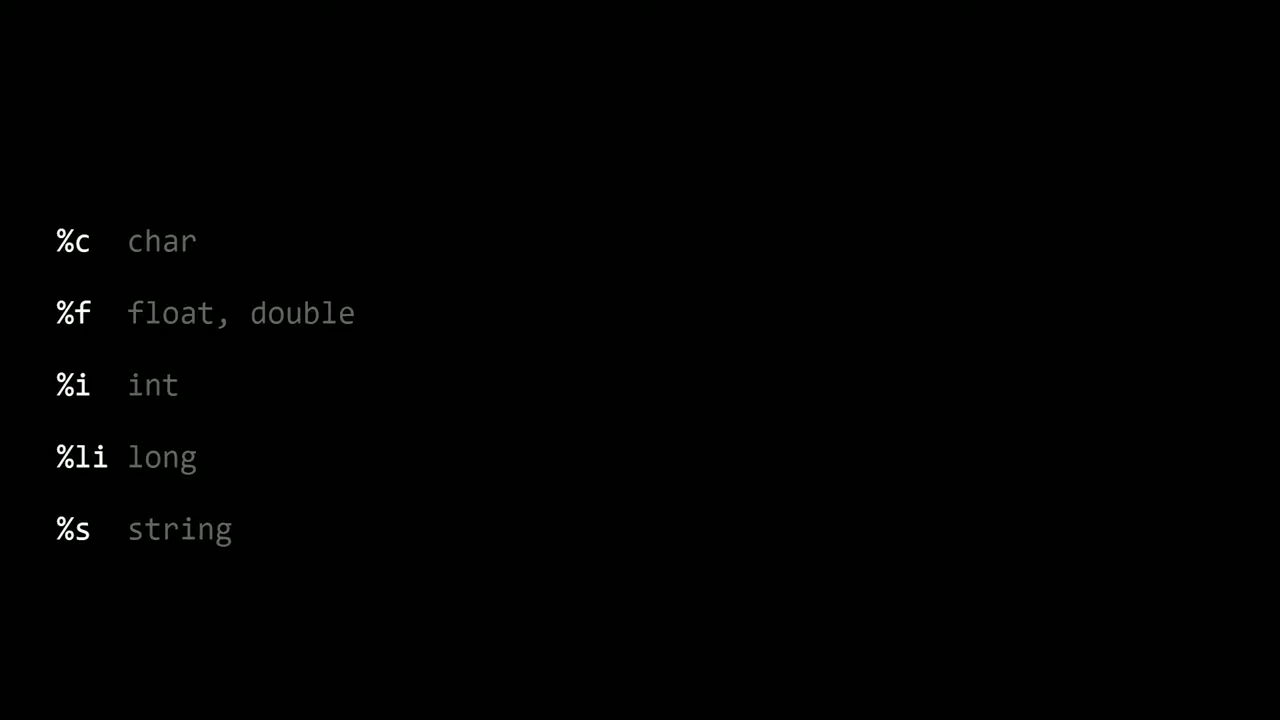 %c char
%f float, double
%i int
%li long
%s string